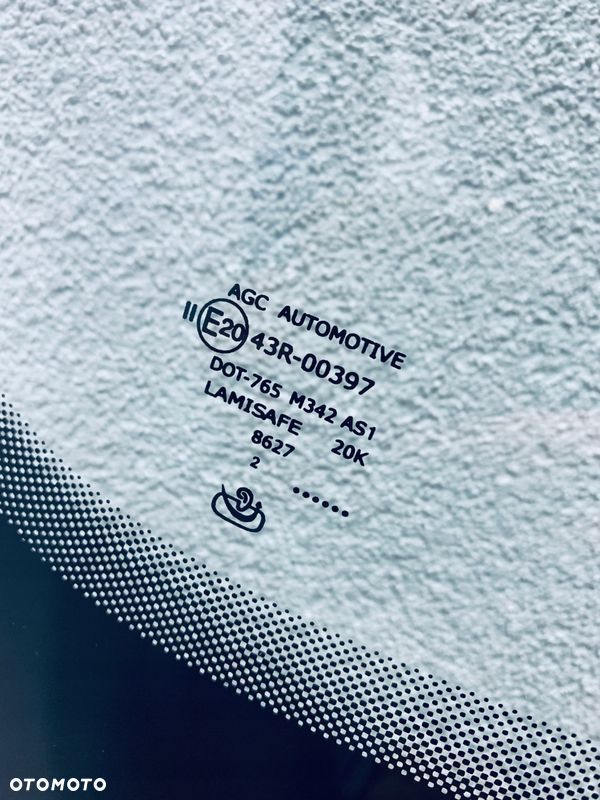 AGC AUTOMOTIVE
II E20 43R-00397
DOT-765 M342 AS1
LAMISAFE 20K
8627
2
......
OTOMOTO